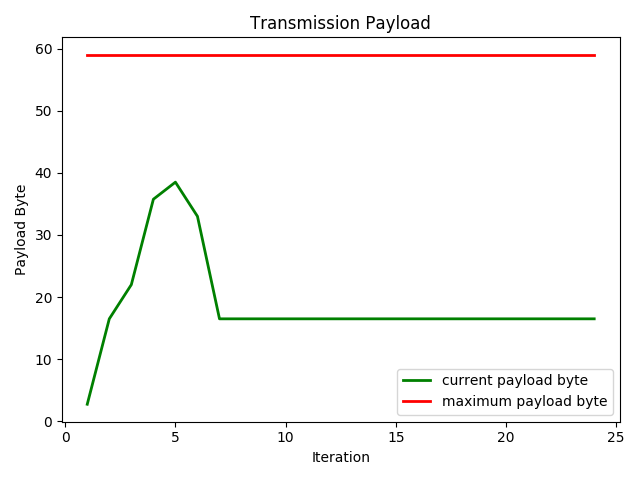 Transmission Payload
60
50
40
30
20
10
0
Payload Byte
0 5 10 15 20 25
Iteration
current payload byte
maximum payload byte